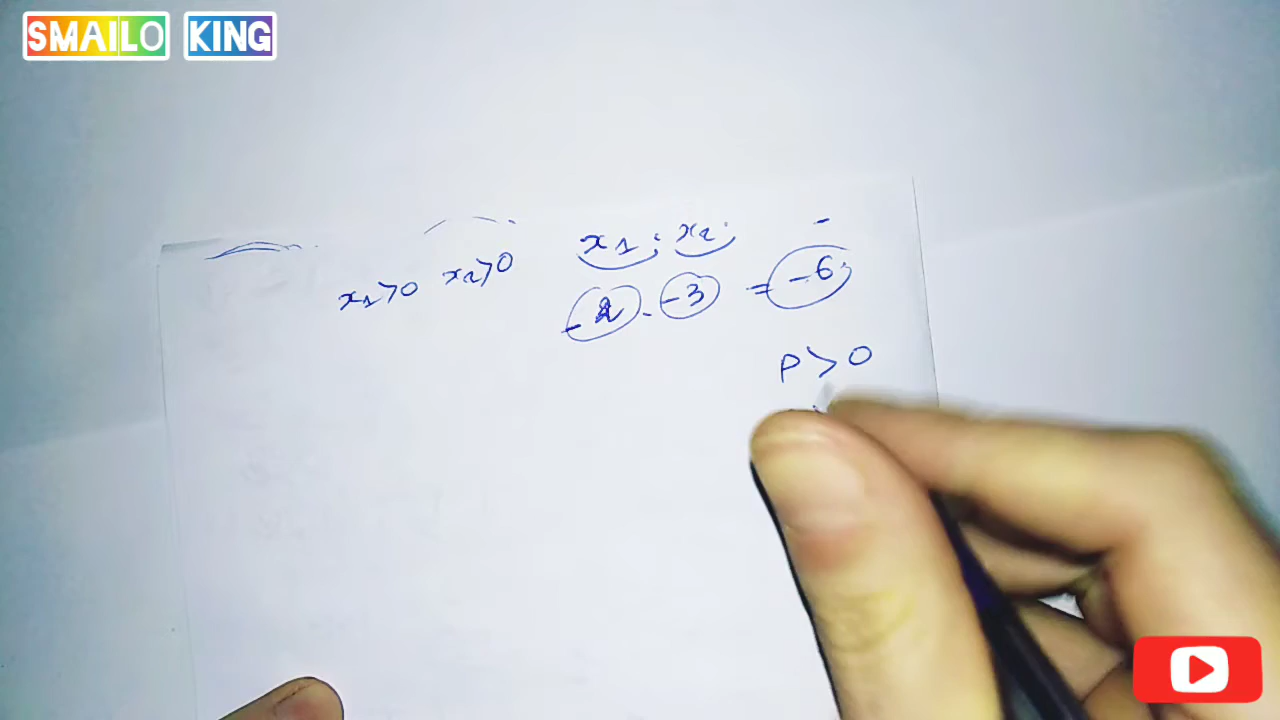 SMAILO KING
x₁ . x₂
x₁>0 x₂>0
-2 . -3 = -6
P>0